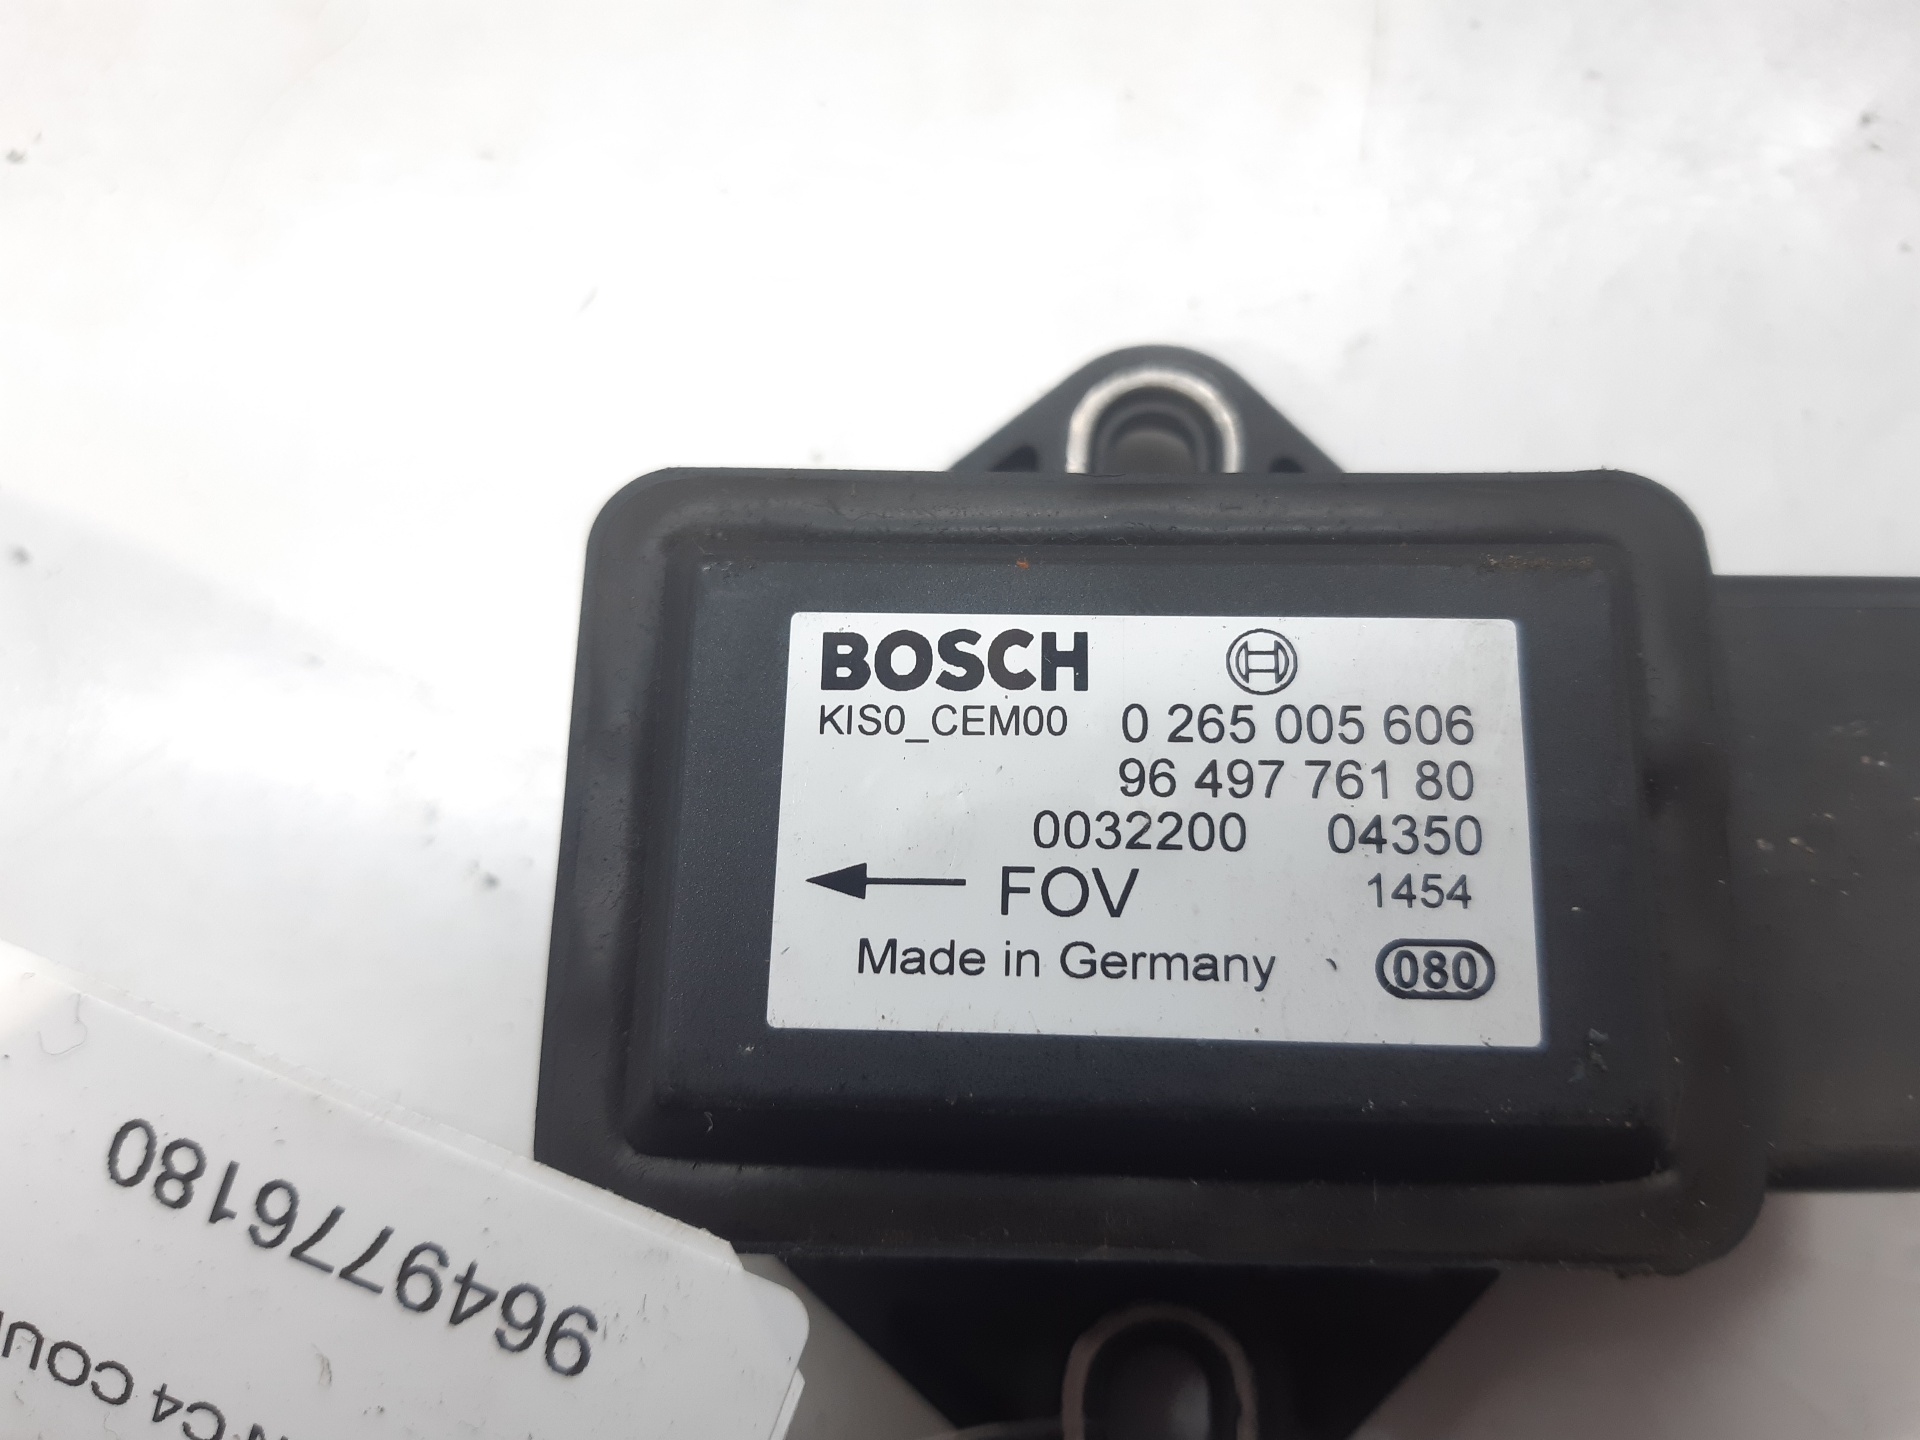 BOSCH
KIS0_CEM00 0 265 005 606
96 497 761 80
0032200 04350
← FOV 1454
Made in Germany 080
9649776180
C4